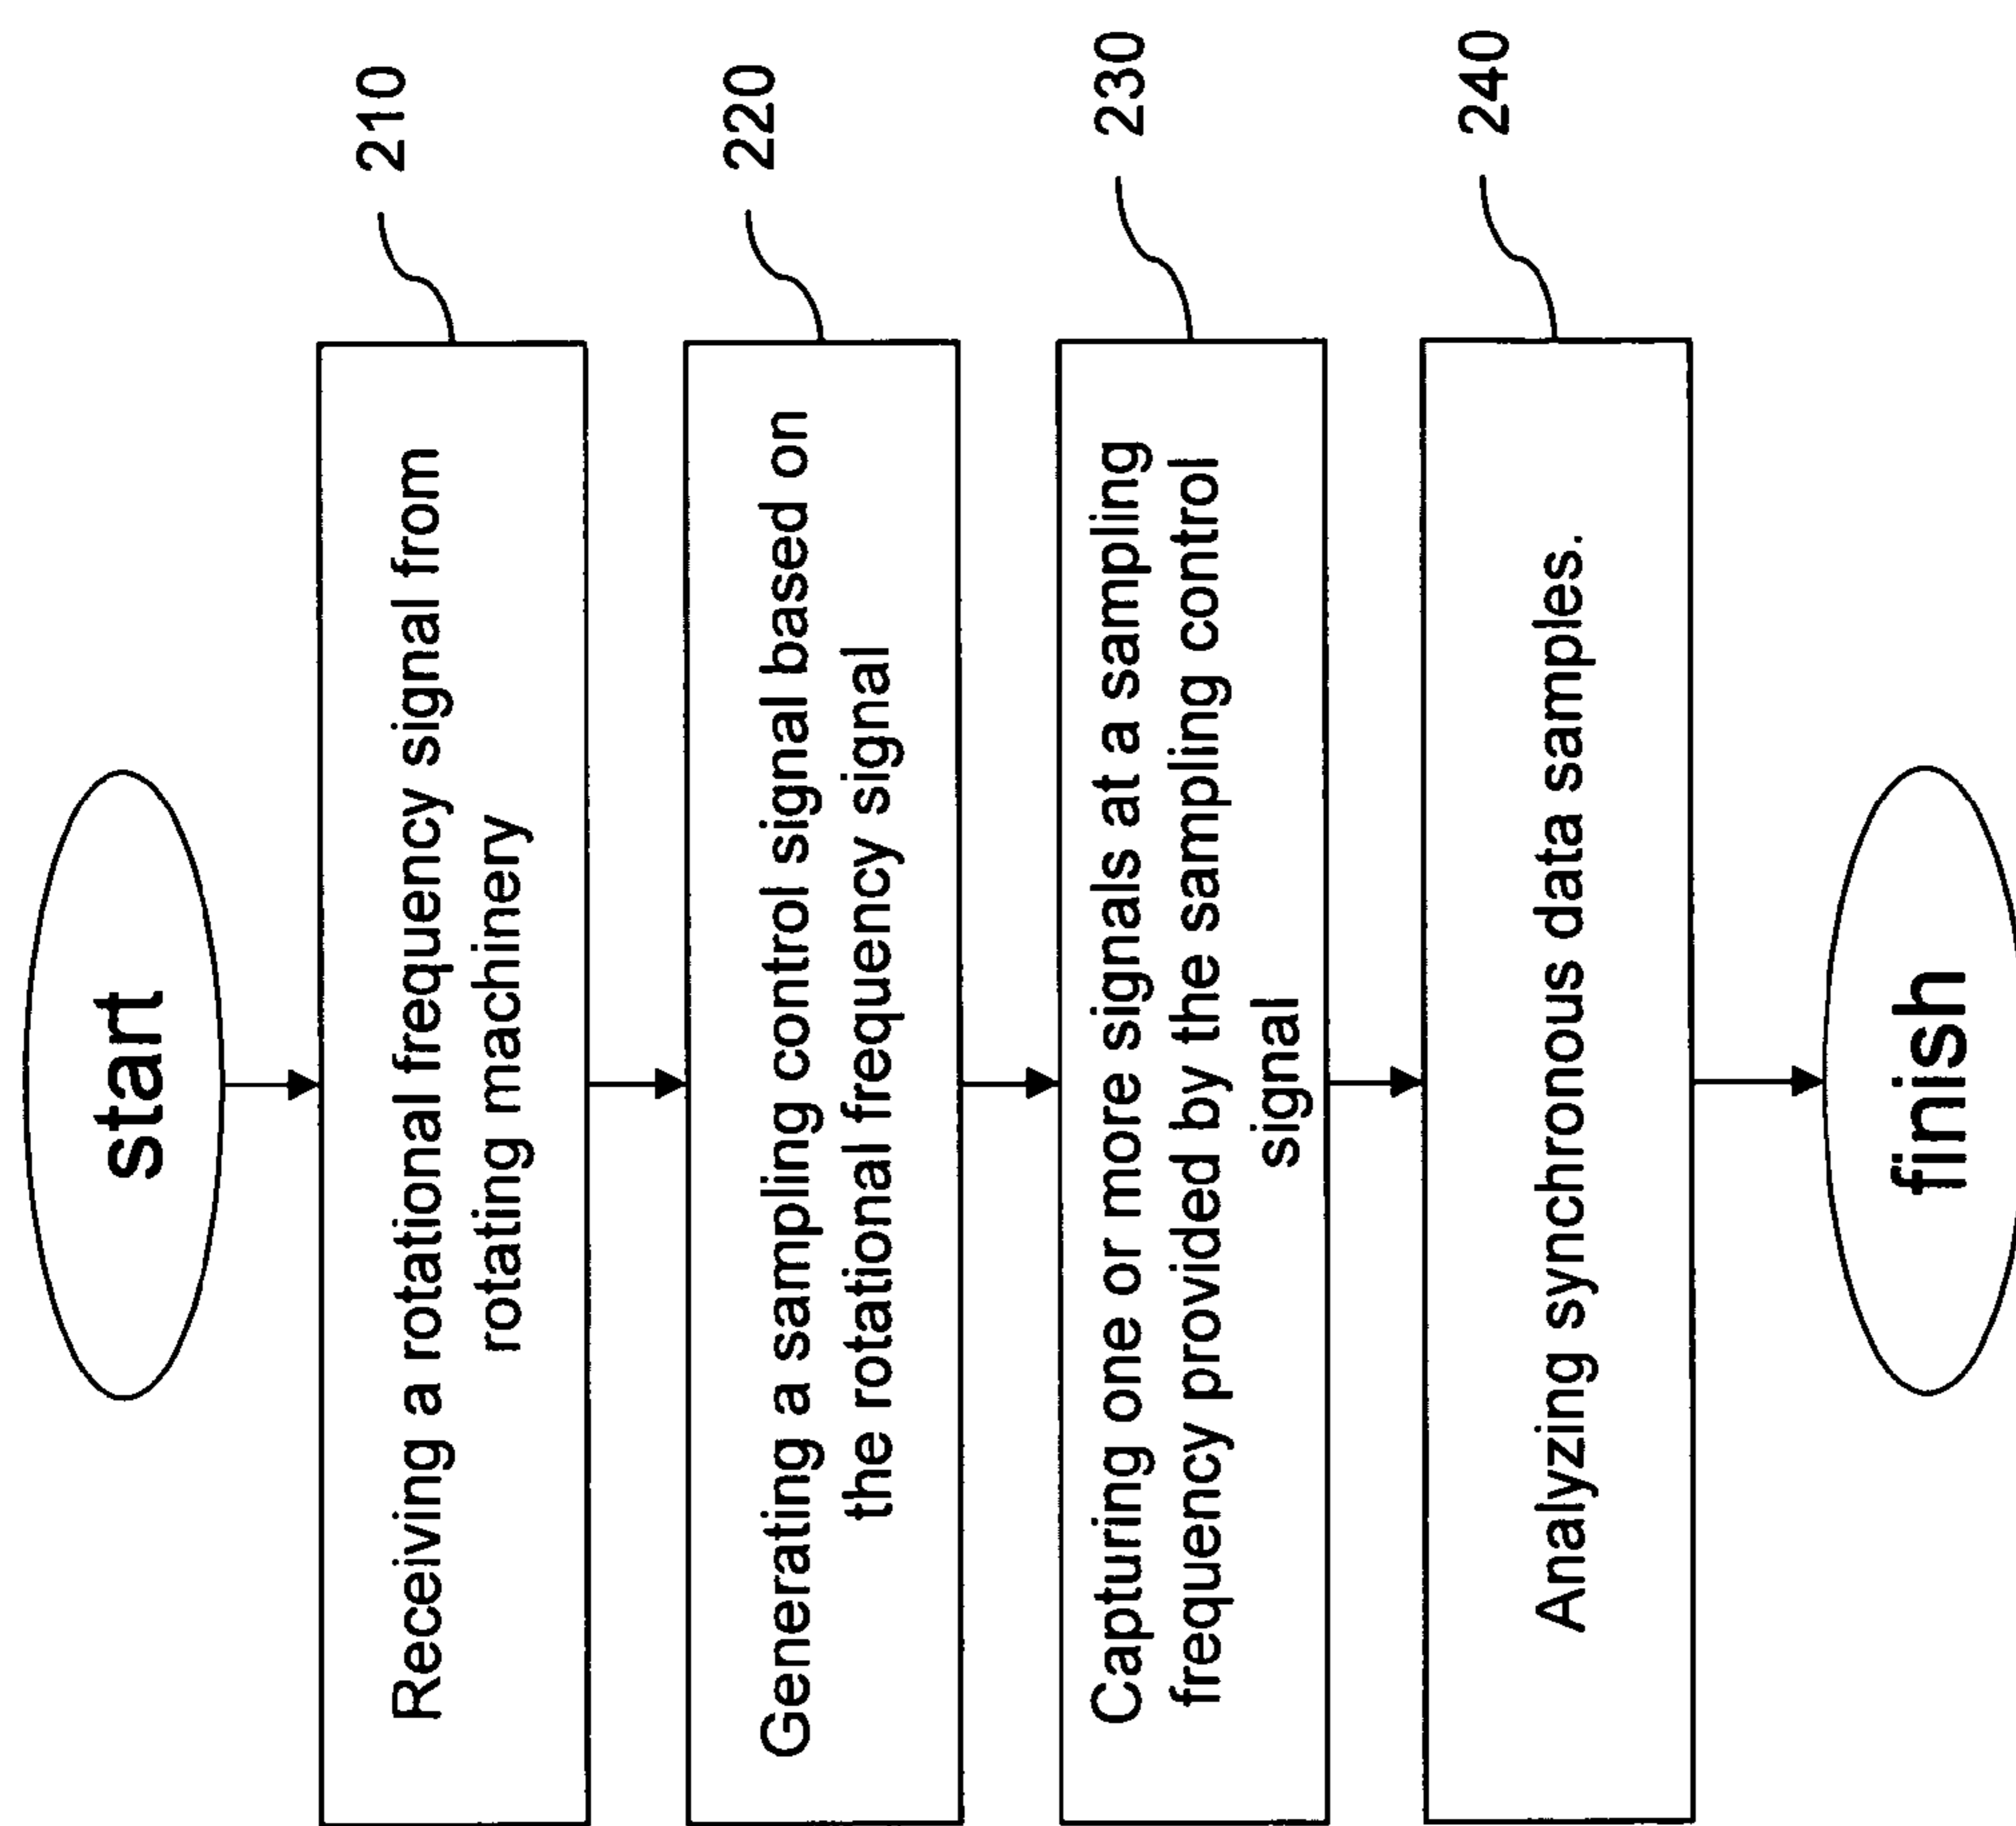 start
Receiving a rotational frequency signal from
rotating machinery
210
Generating a sampling control signal based on
the rotational frequency signal
220
Capturing one or more signals at a sampling
frequency provided by the sampling control
signal
230
Analyzing synchronous data samples.
240
finish